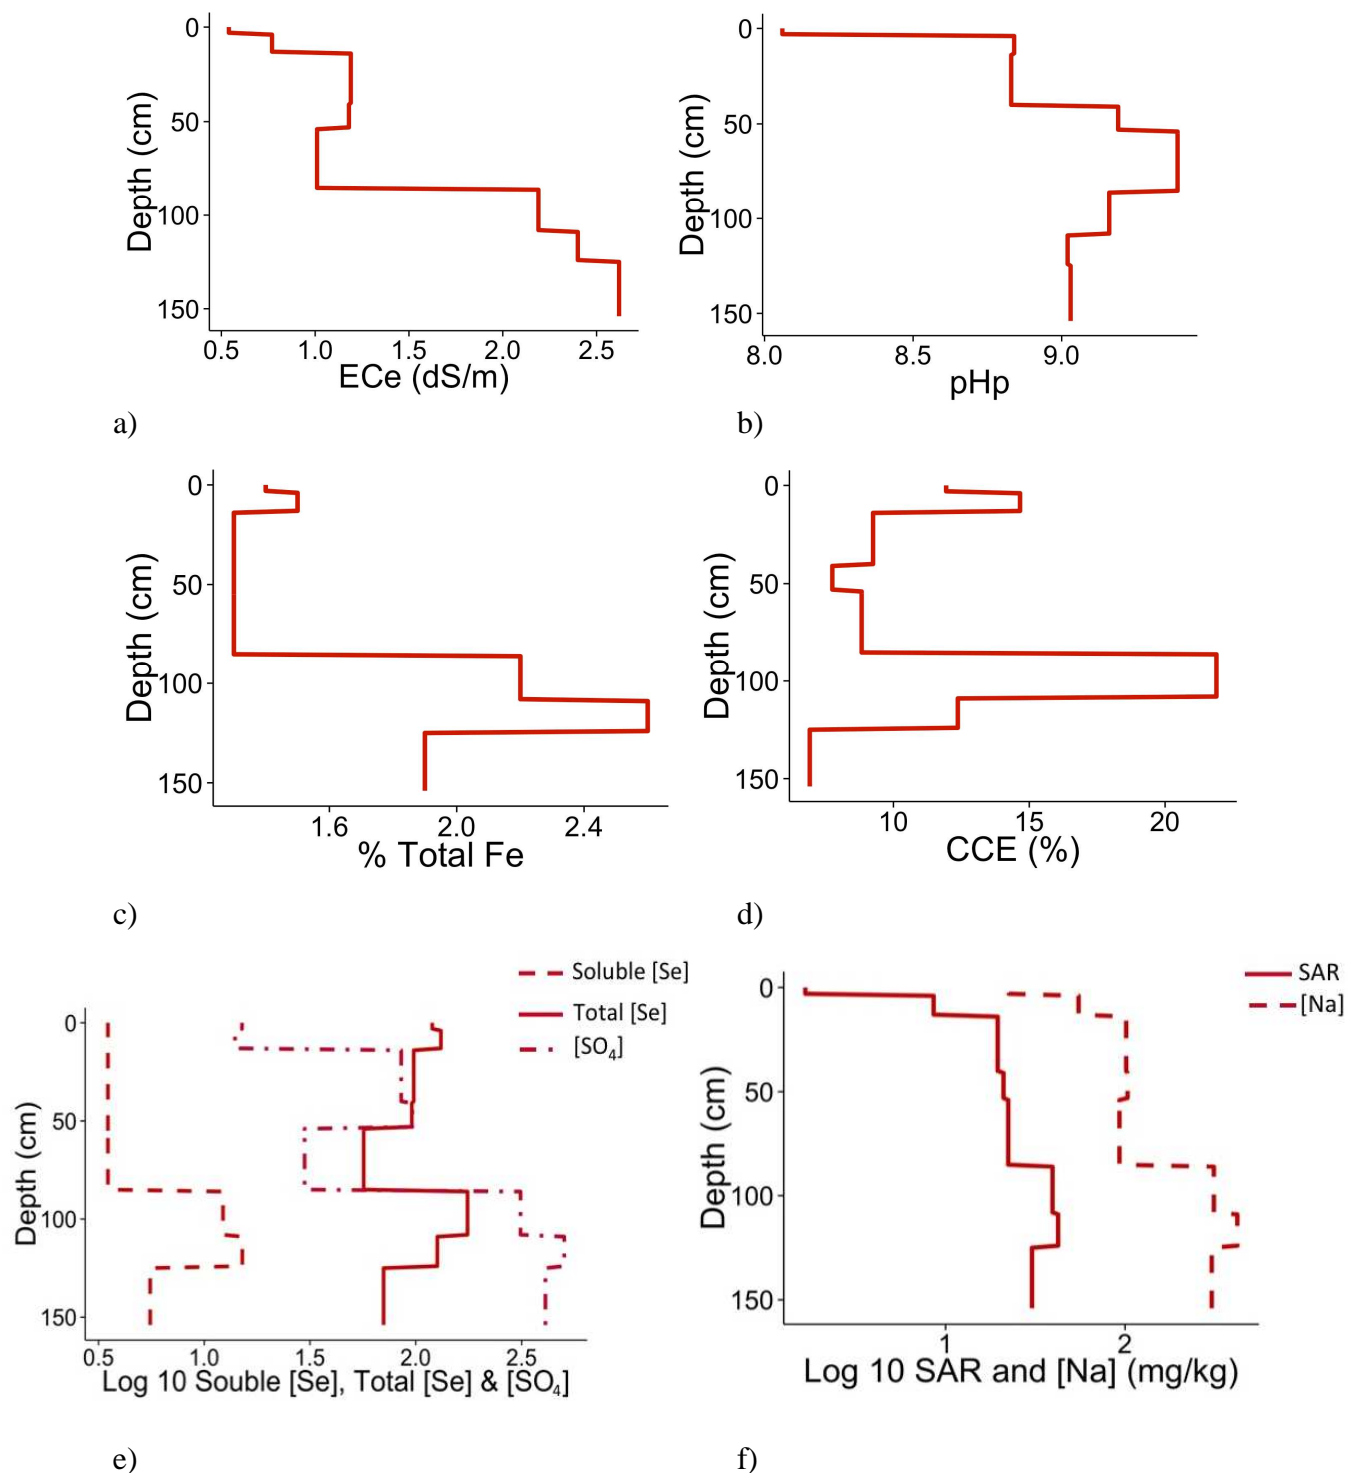 0
50
100
150
Depth (cm)
0.5 1.0 1.5 2.0 2.5
ECe (dS/m)
a)
0
50
100
150
Depth (cm)
8.0 8.5 9.0
pHp
b)
0
50
100
150
Depth (cm)
1.6 2.0 2.4
% Total Fe
c)
0
50
100
150
Depth (cm)
10 15 20
CCE (%)
d)
Soluble [Se]
Total [Se]
[SO₄]
0
50
100
150
Depth (cm)
0.5 1.0 1.5 2.0 2.5
Log 10 Souble [Se], Total [Se] & [SO₄]
e)
SAR
[Na]
0
50
100
150
Depth (cm)
1 2
Log 10 SAR and [Na] (mg/kg)
f)